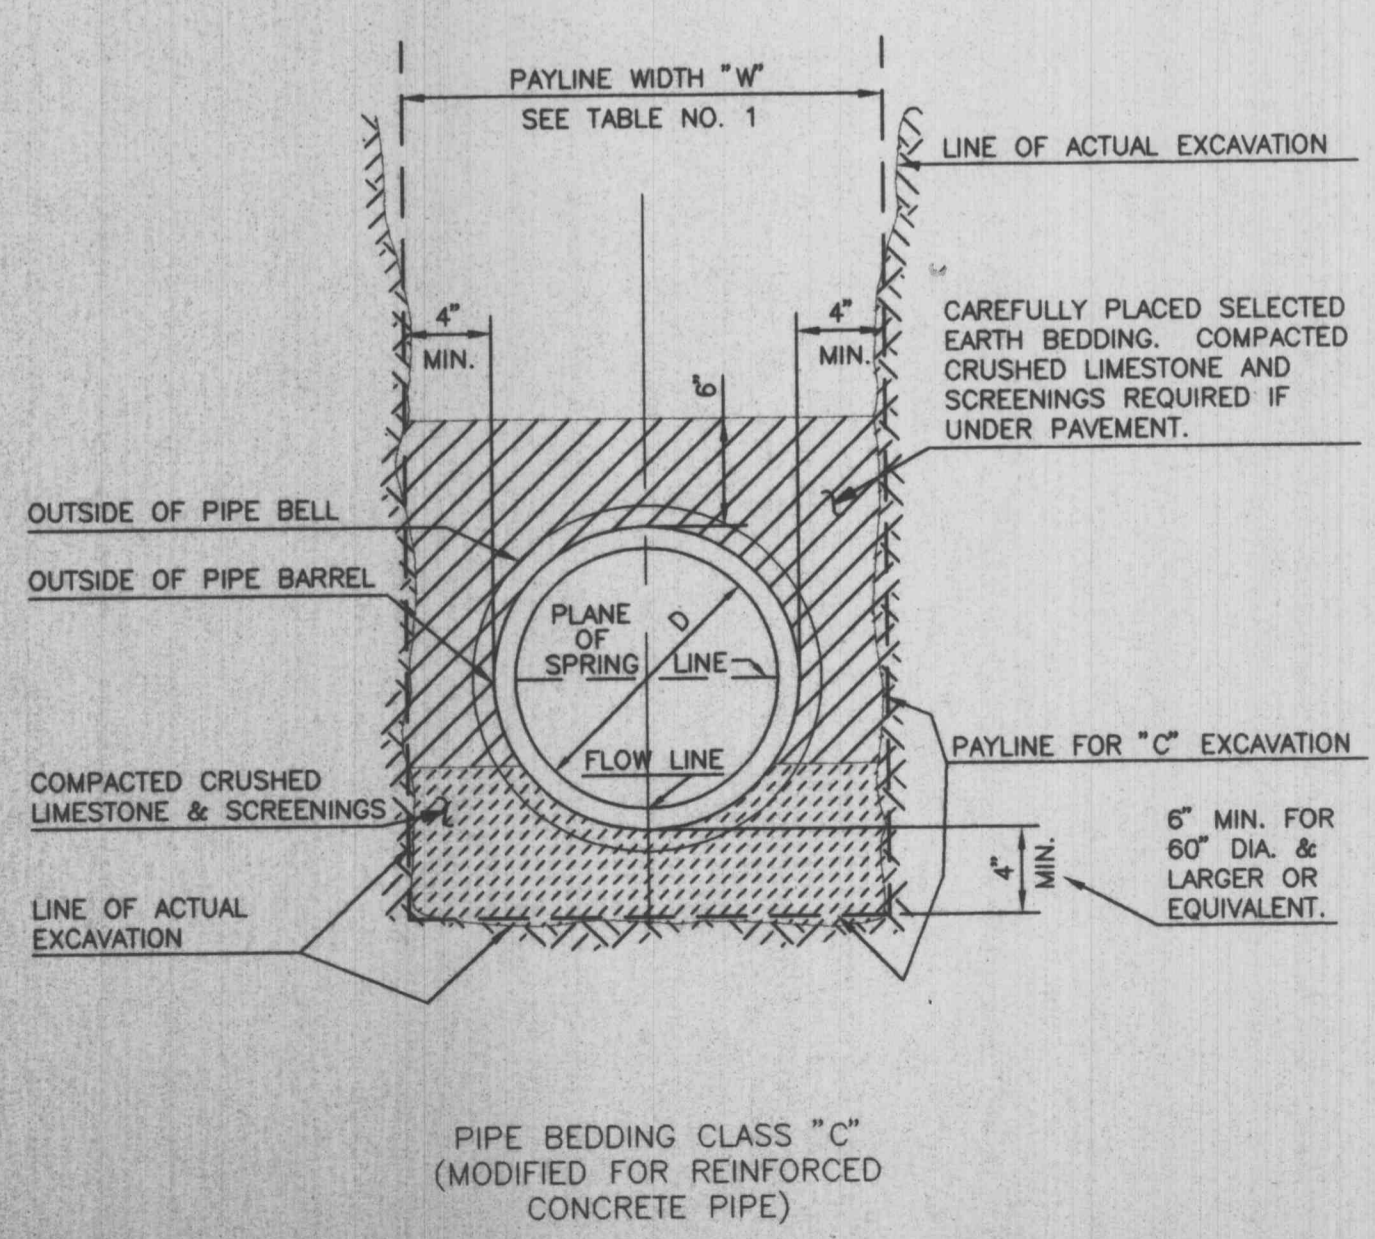 PAYLINE WIDTH "W"
SEE TABLE NO. 1
LINE OF ACTUAL EXCAVATION
4"
MIN.
4"
MIN.
6"
CAREFULLY PLACED SELECTED
EARTH BEDDING. COMPACTED
CRUSHED LIMESTONE AND
SCREENINGS REQUIRED IF
UNDER PAVEMENT.
OUTSIDE OF PIPE BELL
OUTSIDE OF PIPE BARREL
PLANE
OF
SPRING LINE
D
FLOW LINE
PAYLINE FOR "C" EXCAVATION
COMPACTED CRUSHED
LIMESTONE & SCREENINGS
4"
MIN.
6" MIN. FOR
60" DIA. &
LARGER OR
EQUIVALENT.
LINE OF ACTUAL
EXCAVATION
PIPE BEDDING CLASS "C"
(MODIFIED FOR REINFORCED
CONCRETE PIPE)